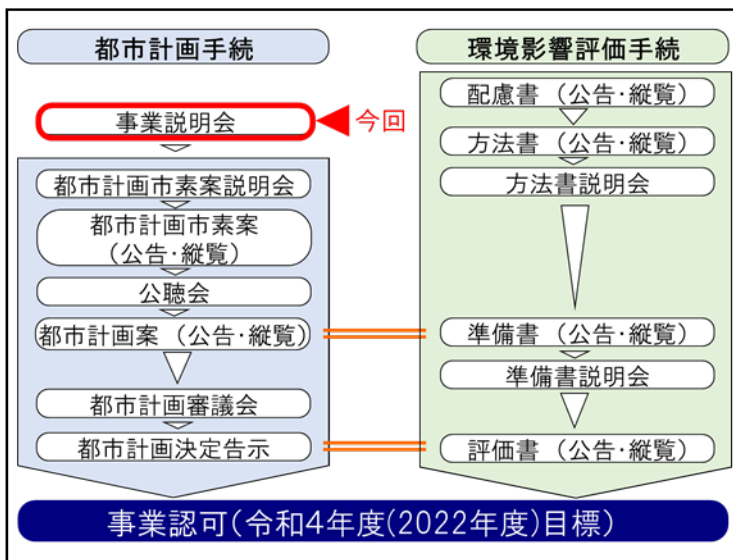 都市計画手続
事業説明会
今回
都市計画市素案説明会
都市計画市素案
(公告・縦覧)
公聴会
都市計画案 (公告・縦覧)
都市計画審議会
都市計画決定告示
環境影響評価手続
配慮書 (公告・縦覧)
方法書 (公告・縦覧)
方法書説明会
準備書 (公告・縦覧)
準備書説明会
評価書 (公告・縦覧)
事業認可(令和4年度(2022年度)目標)